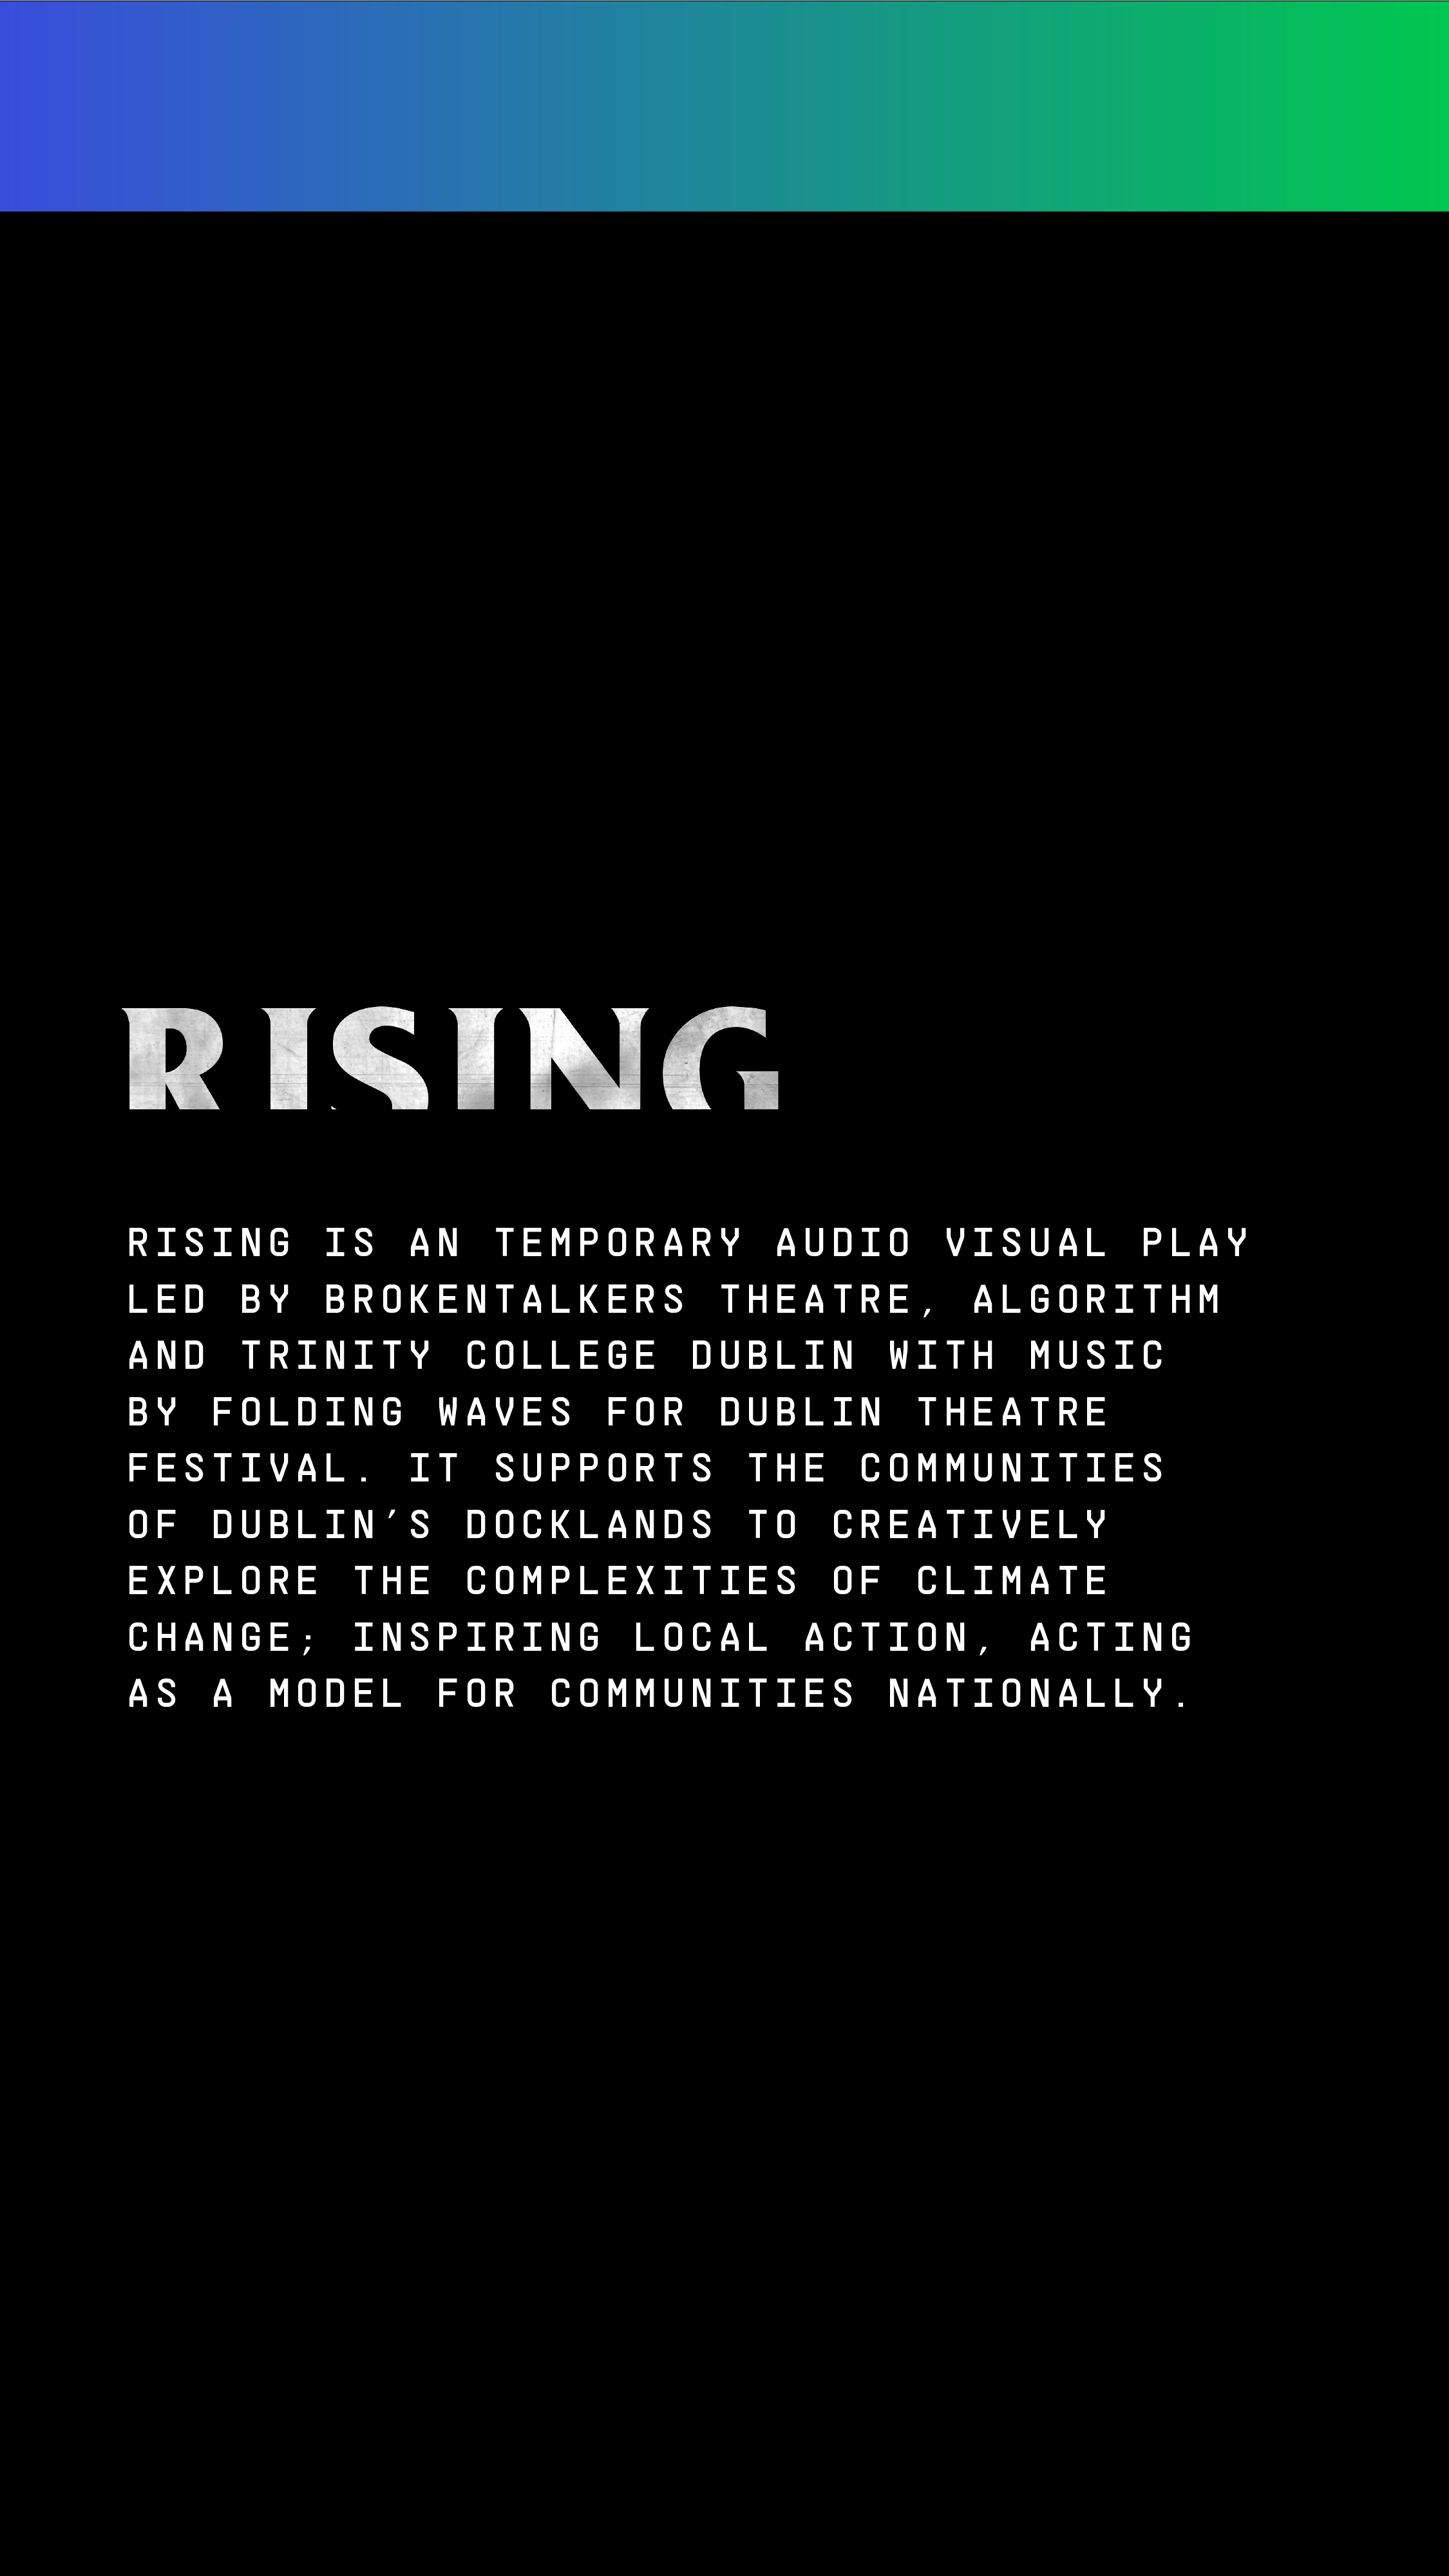 RISING
RISING IS AN TEMPORARY AUDIO VISUAL PLAY
LED BY BROKENTALKERS THEATRE, ALGORITHM
AND TRINITY COLLEGE DUBLIN WITH MUSIC
BY FOLDING WAVES FOR DUBLIN THEATRE
FESTIVAL. IT SUPPORTS THE COMMUNITIES
OF DUBLIN’S DOCKLANDS TO CREATIVELY
EXPLORE THE COMPLEXITIES OF CLIMATE
CHANGE; INSPIRING LOCAL ACTION, ACTING
AS A MODEL FOR COMMUNITIES NATIONALLY.